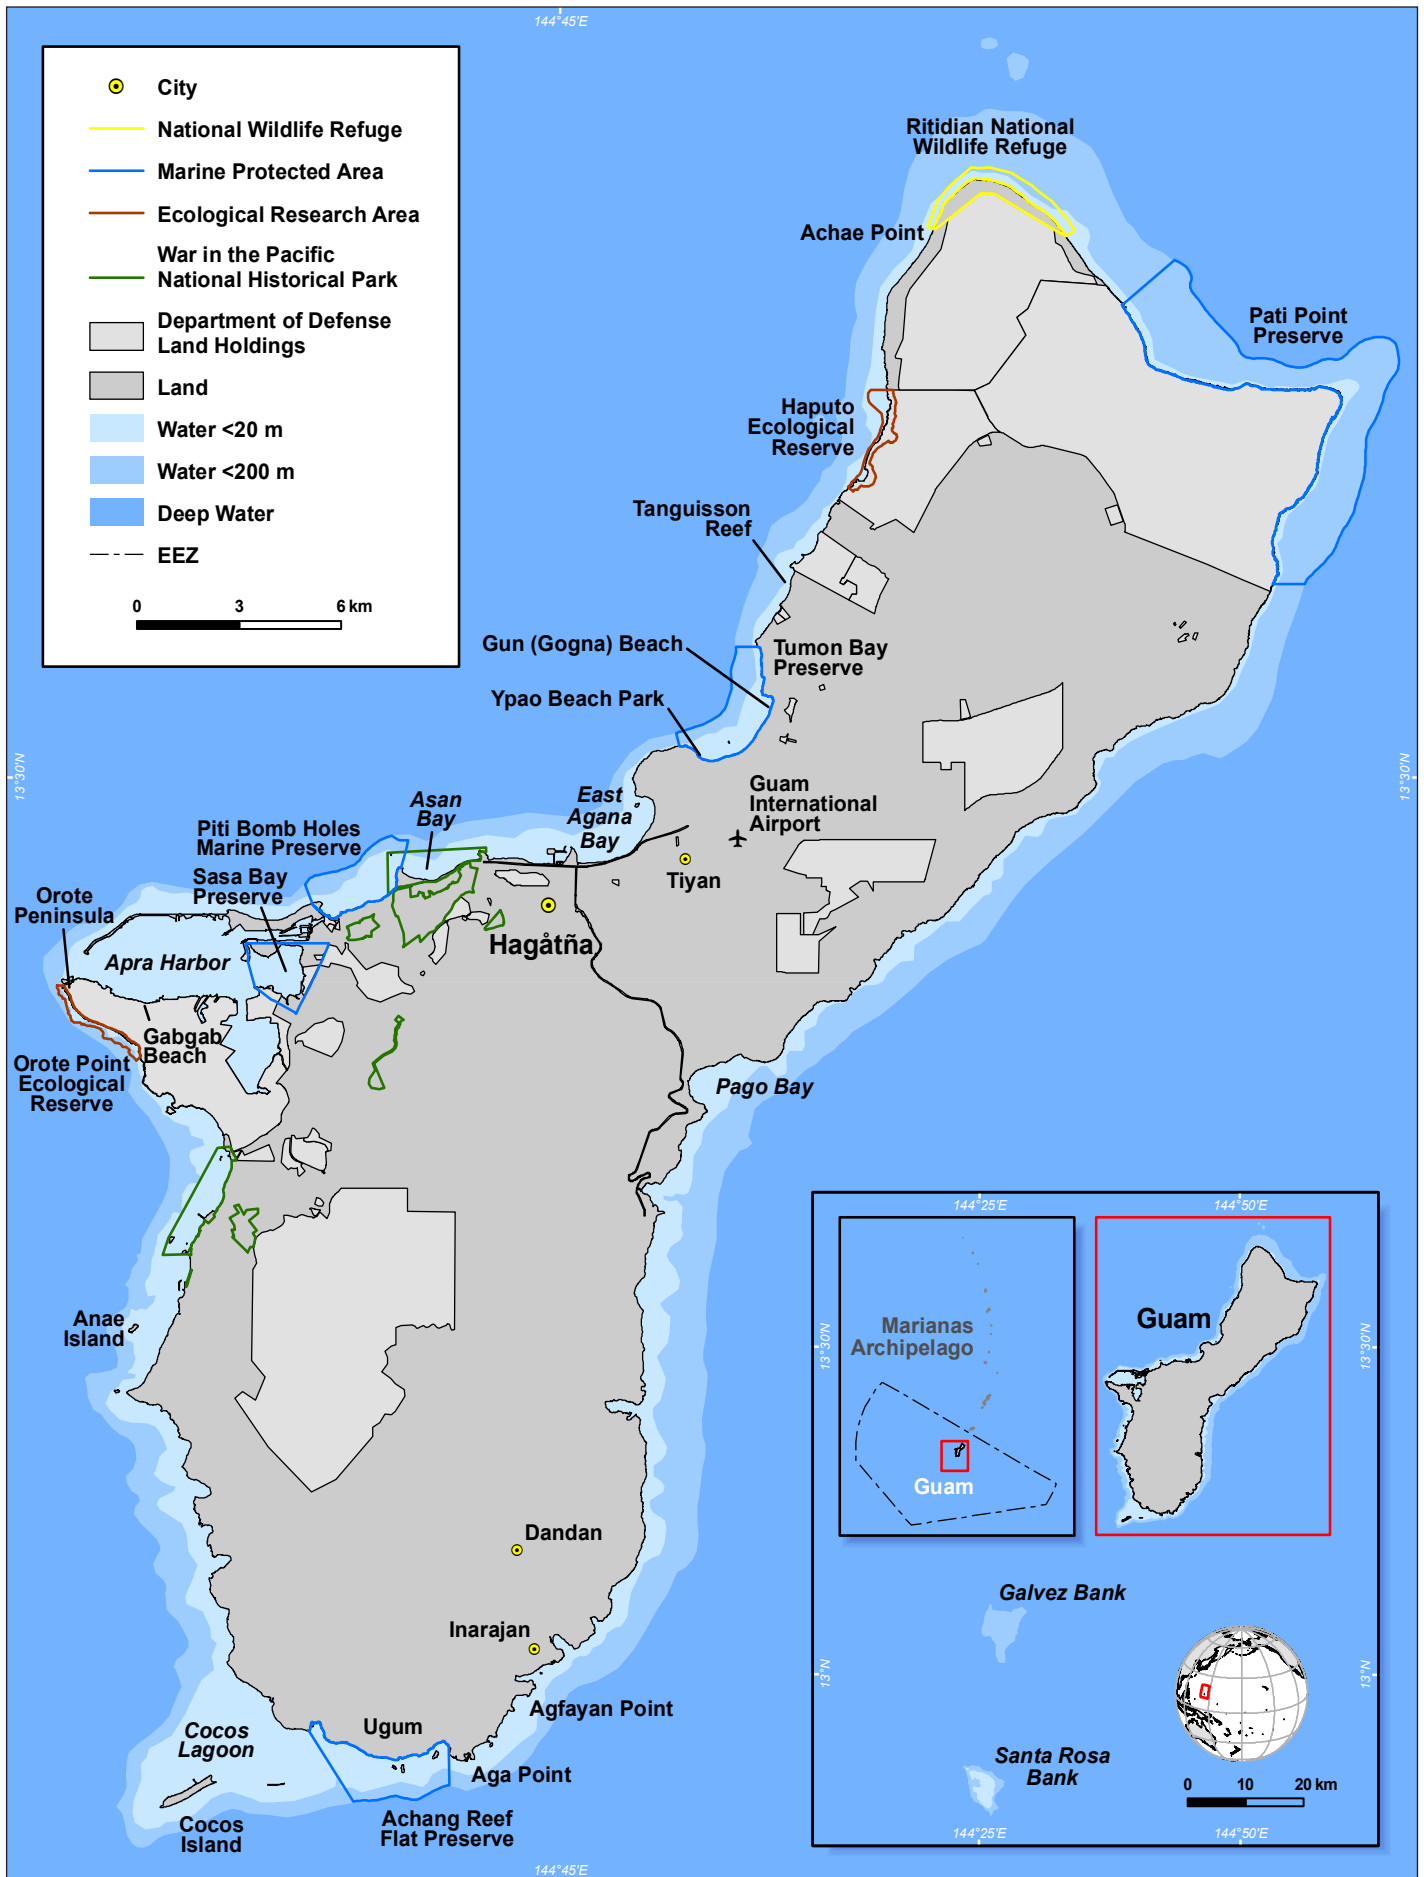 144°45'E
City
National Wildlife Refuge
Marine Protected Area
Ecological Research Area
War in the Pacific
National Historical Park
Department of Defense
Land Holdings
Land
Water <20 m
Water <200 m
Deep Water
EEZ
0 3 6 km
Ritidian National
Wildlife Refuge
Achae Point
Pati Point
Preserve
Haputo
Ecological
Reserve
Tanguisson
Reef
Gun (Gogna) Beach
Tumon Bay
Preserve
Ypao Beach Park
13°30'N
13°30'N
Guam
International
Airport
East
Agana
Bay
Asan
Bay
Piti Bomb Holes
Marine Preserve
Sasa Bay
Preserve
Tiyan
Orote
Peninsula
Hagåtña
Apra Harbor
Gabgab
Beach
Orote Point
Ecological
Reserve
Pago Bay
Anae
Island
Dandan
Inarajan
Agfayan Point
Ugum
Cocos
Lagoon
Aga Point
Cocos
Island
Achang Reef
Flat Preserve
144°45'E
144°25'E
144°50'E
Marianas
Archipelago
Guam
Guam
13°30'N
13°30'N
Galvez Bank
13°N
13°N
Santa Rosa
Bank
0 10 20 km
144°25'E
144°50'E